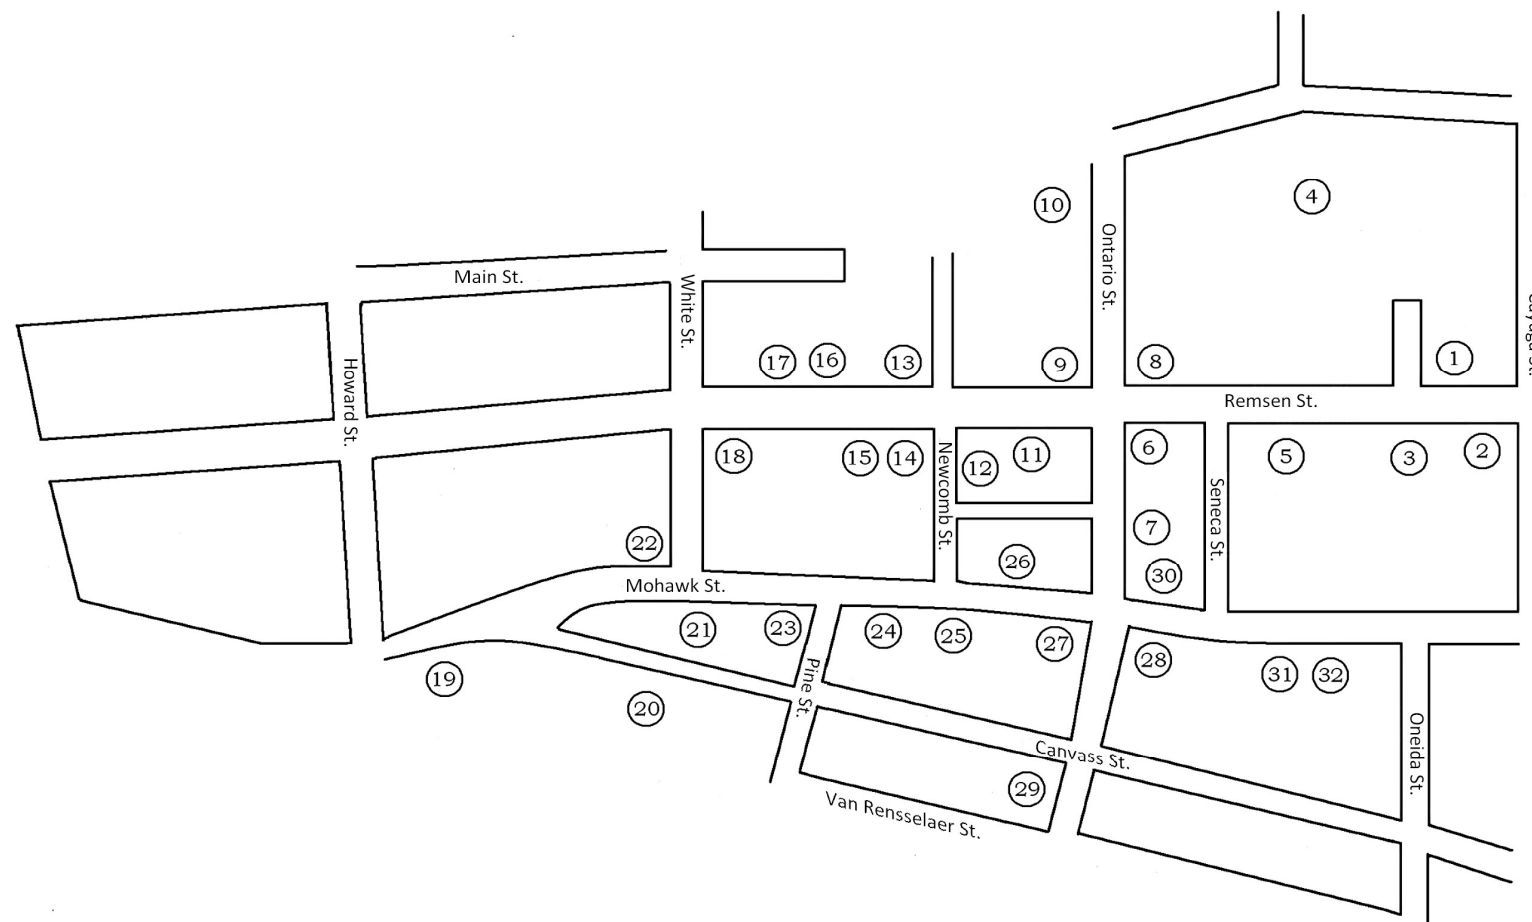 4
10
Ontario St.
Main St.
White St.
17
16
13
9
8
1
Howard St.
Remsen St.
18
15
14
Newcomb St.
12
11
6
Seneca St.
5
3
2
22
7
26
30
Mohawk St.
21
23
24
25
27
28
31
32
19
20
Pine St.
Canvass St.
Oneida St.
29
Van Rensselaer St.